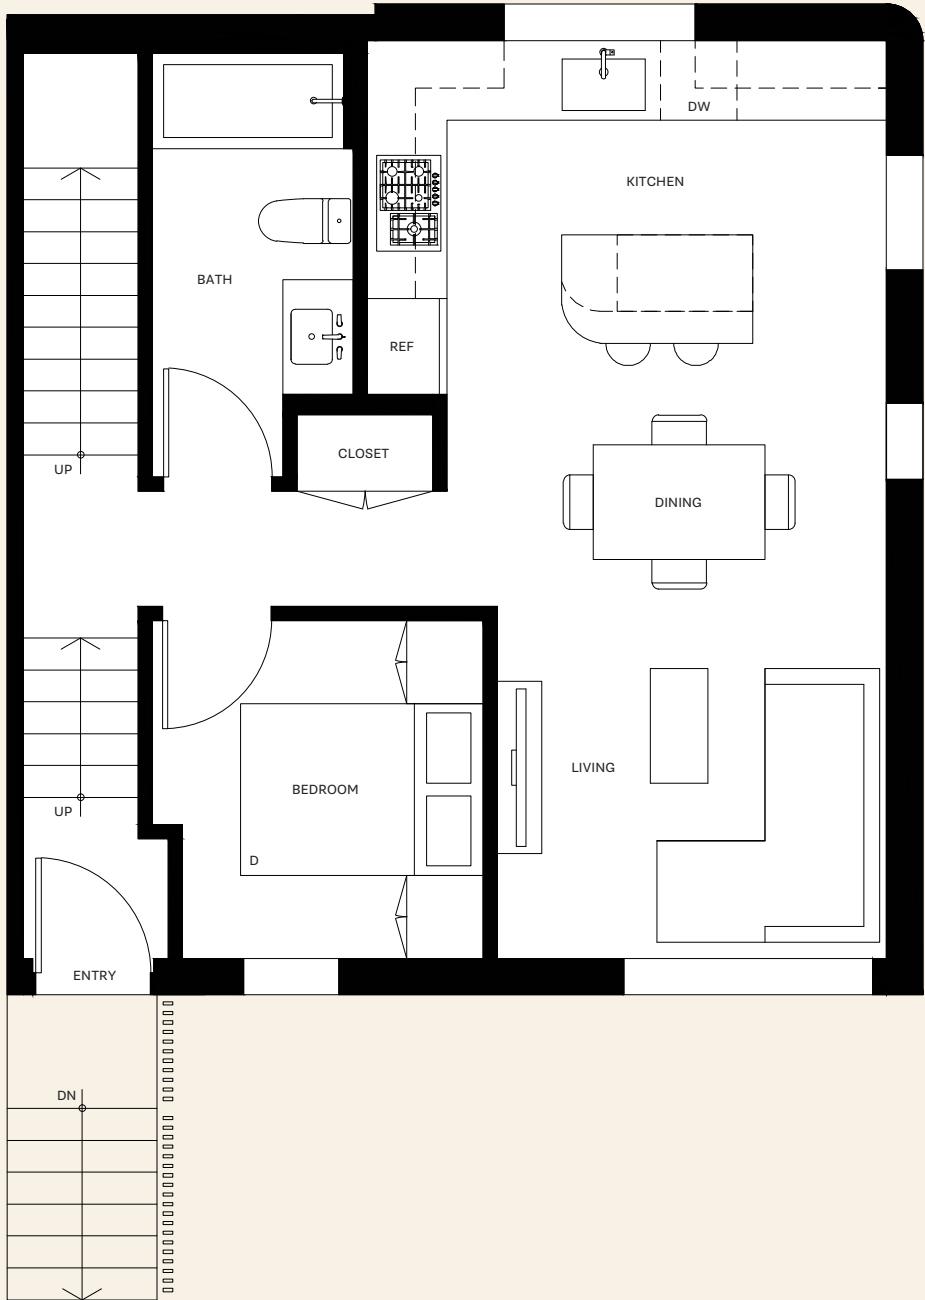 DW
KITCHEN
BATH
REF
CLOSET
UP
DINING
LIVING
BEDROOM
UP
D
ENTRY
DN